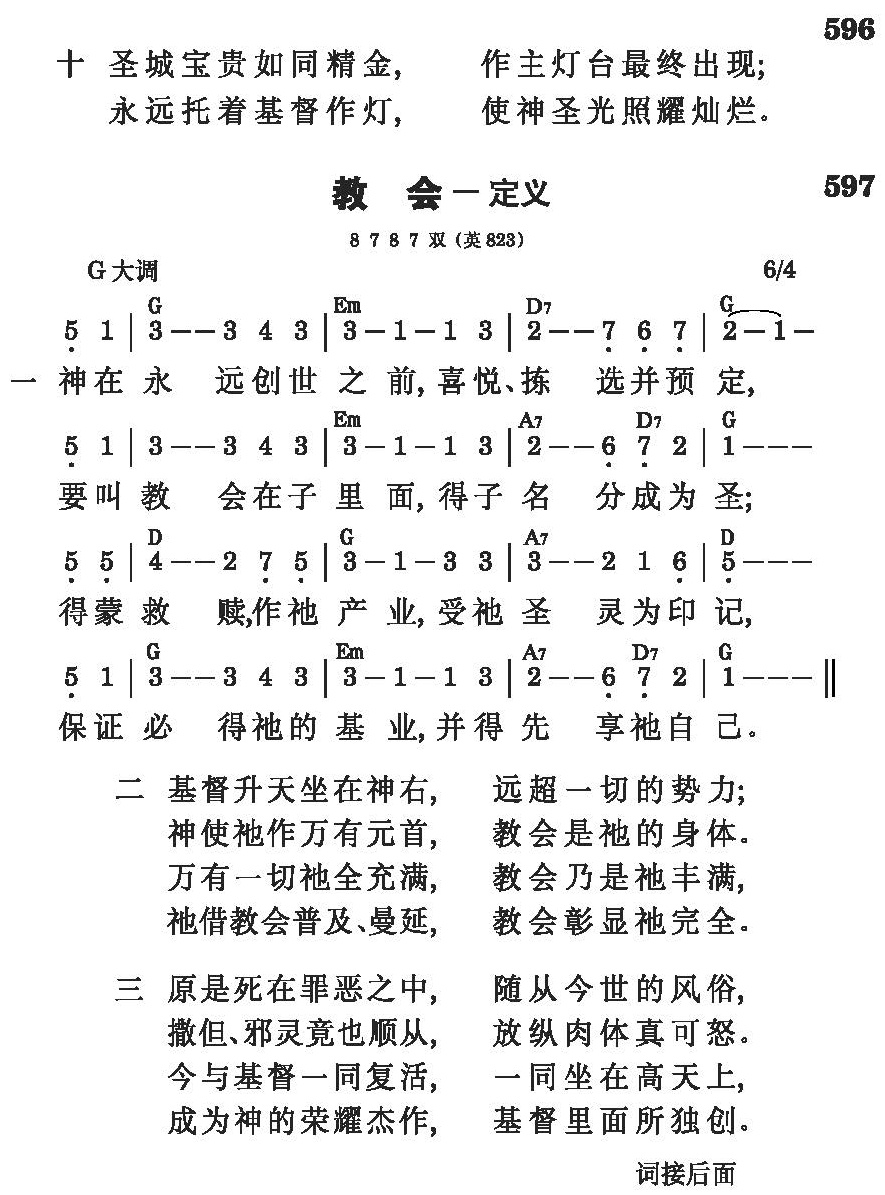 596
十 圣城宝贵如同精金, 作主灯台最终出现;
永远托着基督作灯, 使神圣光照耀灿烂。
教 会－定义 597
8 7 8 7 双（英823）
G大调 6/4
G Em D7 G
5̣ 1 | 3 – – 3 4 3 | 3 – 1 – 1 3 | 2 – – 7̣ 6̣ 7̣ | 2 – 1 –
一 神在永 远创世之前,喜悦、拣 选并预定,
Em A7 D7 G
5̣ 1 | 3 – – 3 4 3 | 3 – 1 – 1 3 | 2 – – 6̣ 7̣ 2 | 1 – – –
要叫教 会在子里面,得子名 分成为圣;
D G A7 D
5̣ 5̣ | 4 – – 2 7̣ 5̣ | 3 – 1 – 3 3 | 3 – – 2 1 6̣ | 5̣ – – –
得蒙救 赎,作祂产业,受祂圣 灵为印记,
G Em A7 D7 G
5̣ 1 | 3 – – 3 4 3 | 3 – 1 – 1 3 | 2 – – 6̣ 7̣ 2 | 1 – – – ‖
保证必 得祂的基业,并得先 享祂自己。
二 基督升天坐在神右, 远超一切的势力;
神使祂作万有元首, 教会是祂的身体。
万有一切祂全充满, 教会乃是祂丰满,
祂借教会普及、曼延, 教会彰显祂完全。
三 原是死在罪恶之中, 随从今世的风俗,
撒但、邪灵竟也顺从, 放纵肉体真可怒。
今与基督一同复活, 一同坐在高天上,
成为神的荣耀杰作, 基督里面所独创。
词接后面